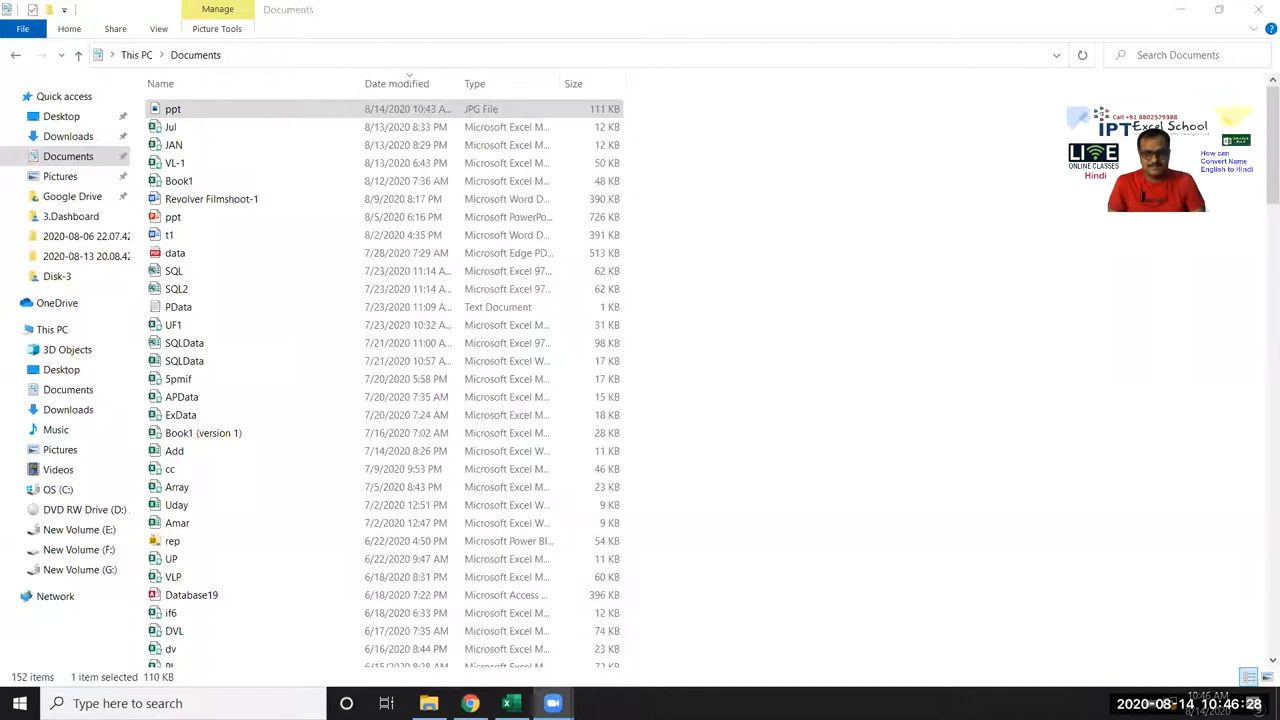 Manage
Documents
File
Home
Share
View
Picture Tools
This PC
Documents
Search Documents
Name
Date modified
Type
Size
Quick access
Desktop
Downloads
Documents
Pictures
Google Drive
3.Dashboard
2020-08-06 22.07.42
2020-08-13 20.08.42
Disk-3
OneDrive
This PC
3D Objects
Desktop
Documents
Downloads
Music
Pictures
Videos
OS (C:)
DVD RW Drive (D:)
New Volume (E:)
New Volume (F:)
New Volume (G:)
Network
ppt 8/14/2020 10:43 A... JPG File 111 KB
Jul 8/13/2020 8:33 PM Microsoft Excel M... 12 KB
JAN 8/13/2020 8:29 PM Microsoft Excel M... 12 KB
VL-1 8/13/2020 6:43 PM Microsoft Excel M... 50 KB
Book1 8/12/2020 7:36 AM Microsoft Excel M... 48 KB
Revolver Filmshoot-1 8/9/2020 8:17 PM Microsoft Word D... 390 KB
ppt 8/5/2020 6:16 PM Microsoft PowerPo... 726 KB
t1 8/2/2020 4:35 PM Microsoft Word D... 391 KB
data 7/28/2020 7:29 AM Microsoft Edge PD... 513 KB
SQL 7/23/2020 11:14 A... Microsoft Excel 97... 62 KB
SQL2 7/23/2020 11:14 A... Microsoft Excel 97... 62 KB
PData 7/23/2020 11:09 A... Text Document 1 KB
UF1 7/23/2020 10:32 A... Microsoft Excel M... 31 KB
SQLData 7/21/2020 11:00 A... Microsoft Excel 97... 98 KB
SQLData 7/21/2020 10:57 A... Microsoft Excel W... 17 KB
5pmif 7/20/2020 5:58 PM Microsoft Excel M... 17 KB
APData 7/20/2020 7:35 AM Microsoft Excel M... 15 KB
ExData 7/20/2020 7:24 AM Microsoft Excel M... 18 KB
Book1 (version 1) 7/16/2020 7:02 AM Microsoft Excel M... 28 KB
Add 7/14/2020 8:26 PM Microsoft Excel W... 11 KB
cc 7/9/2020 9:53 PM Microsoft Excel M... 46 KB
Array 7/5/2020 8:43 PM Microsoft Excel M... 23 KB
Uday 7/2/2020 12:51 PM Microsoft Excel W... 9 KB
Amar 7/2/2020 12:47 PM Microsoft Excel W... 9 KB
rep 6/22/2020 4:50 PM Microsoft Power BI... 54 KB
UP 6/22/2020 9:47 AM Microsoft Excel M... 11 KB
VLP 6/18/2020 8:31 PM Microsoft Excel M... 60 KB
Database19 6/18/2020 7:22 PM Microsoft Access ... 396 KB
if6 6/18/2020 6:33 PM Microsoft Excel M... 12 KB
DVL 6/17/2020 7:35 AM Microsoft Excel M... 74 KB
dv 6/16/2020 8:44 PM Microsoft Excel M... 23 KB
Call +91 8802579388
IPT Excel School
LIVE
ONLINE CLASSES
Hindi
How can
Convert Name
English to Hindi
152 items
1 item selected
110 KB
Type here to search
10:46 AM
8/14/2020
2020-08-14 10:46:28